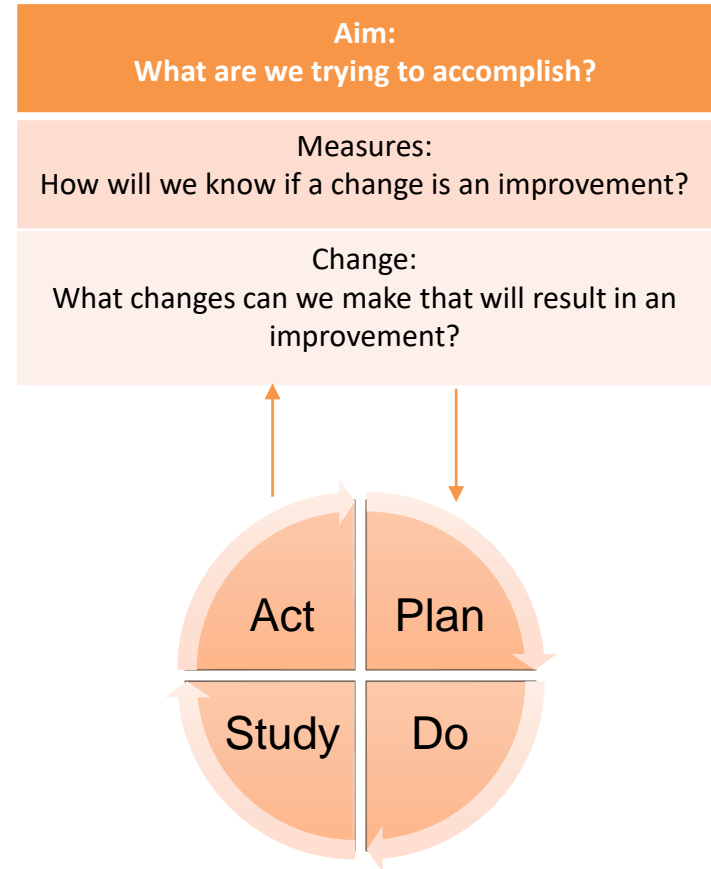 Aim:
What are we trying to accomplish?
Measures:
How will we know if a change is an improvement?
Change:
What changes can we make that will result in an
improvement?
Act
Plan
Study
Do